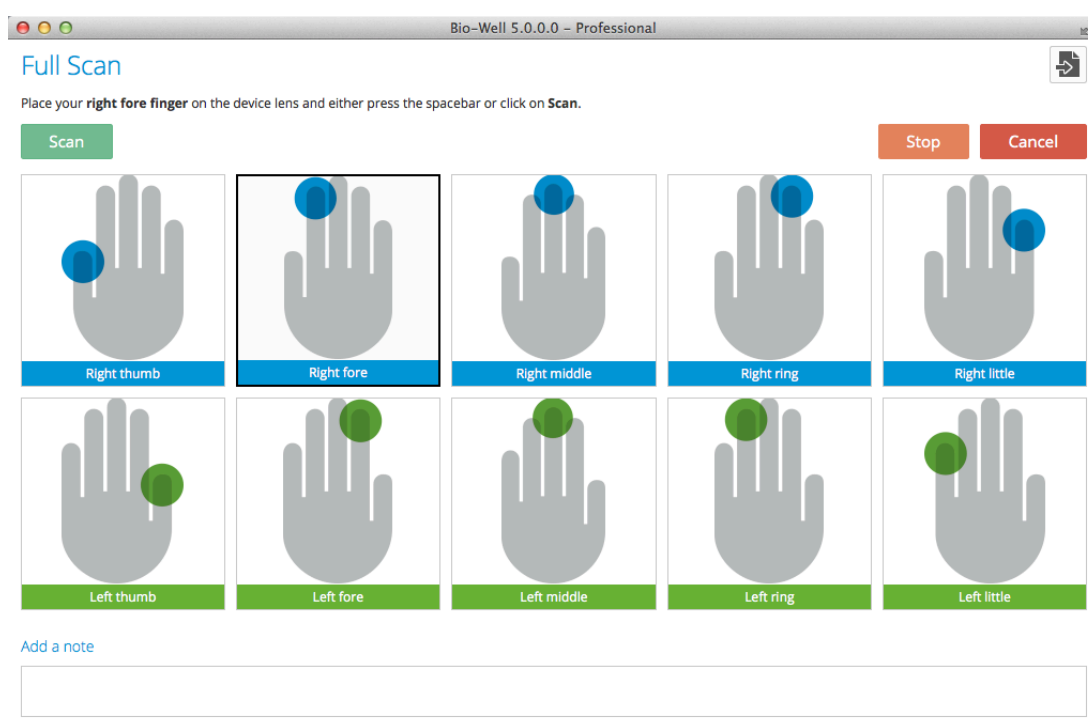 Bio-Well 5.0.0.0 – Professional
Full Scan
Place your right fore finger on the device lens and either press the spacebar or click on Scan.
Scan
Stop
Cancel
Right thumb
Right fore
Right middle
Right ring
Right little
Left thumb
Left fore
Left middle
Left ring
Left little
Add a note